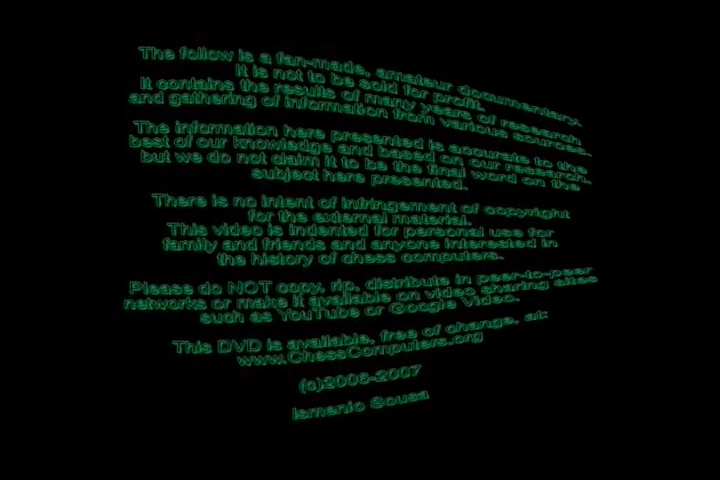 The follow is a fan-made, amateur documentary.
It is not to be sold for profit.
It contains the results of many years of research
and gathering of information from various sources.
The information here presented is accurate to the
best of our knowledge and based on our research.
but we do not claim it to be the final word on the
subject here presented.
There is no intent of infringement of copyright
for the external material.
This video is indented for personal use for
family and friends and anyone interested in
the history of chess computers.
Please do NOT copy, rip, distribute in peer-to-peer
networks or make it available on video sharing sites
such as YouTube or Google Video.
This DVD is available, free of change, at:
www.ChessComputers.org
(c)2006-2007
Ismenio Sousa